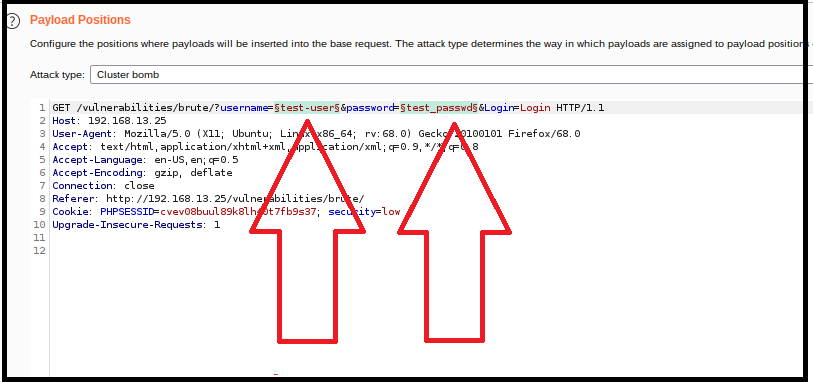 ?
Payload Positions
Configure the positions where payloads will be inserted into the base request. The attack type determines the way in which payloads are assigned to payload positions
Attack type: Cluster bomb
1 GET /vulnerabilities/brute/?username=§test-user§&password=§test_passwd§&Login=Login HTTP/1.1
2 Host: 192.168.13.25
3 User-Agent: Mozilla/5.0 (X11; Ubuntu; Linux x86_64; rv:68.0) Gecko/20100101 Firefox/68.0
4 Accept: text/html,application/xhtml+xml,application/xml;q=0.9,*/*;q=0.8
5 Accept-Language: en-US,en;q=0.5
6 Accept-Encoding: gzip, deflate
7 Connection: close
8 Referer: http://192.168.13.25/vulnerabilities/brute/
9 Cookie: PHPSESSID= security=low
10 Upgrade-Insecure-Requests: 1
11
12